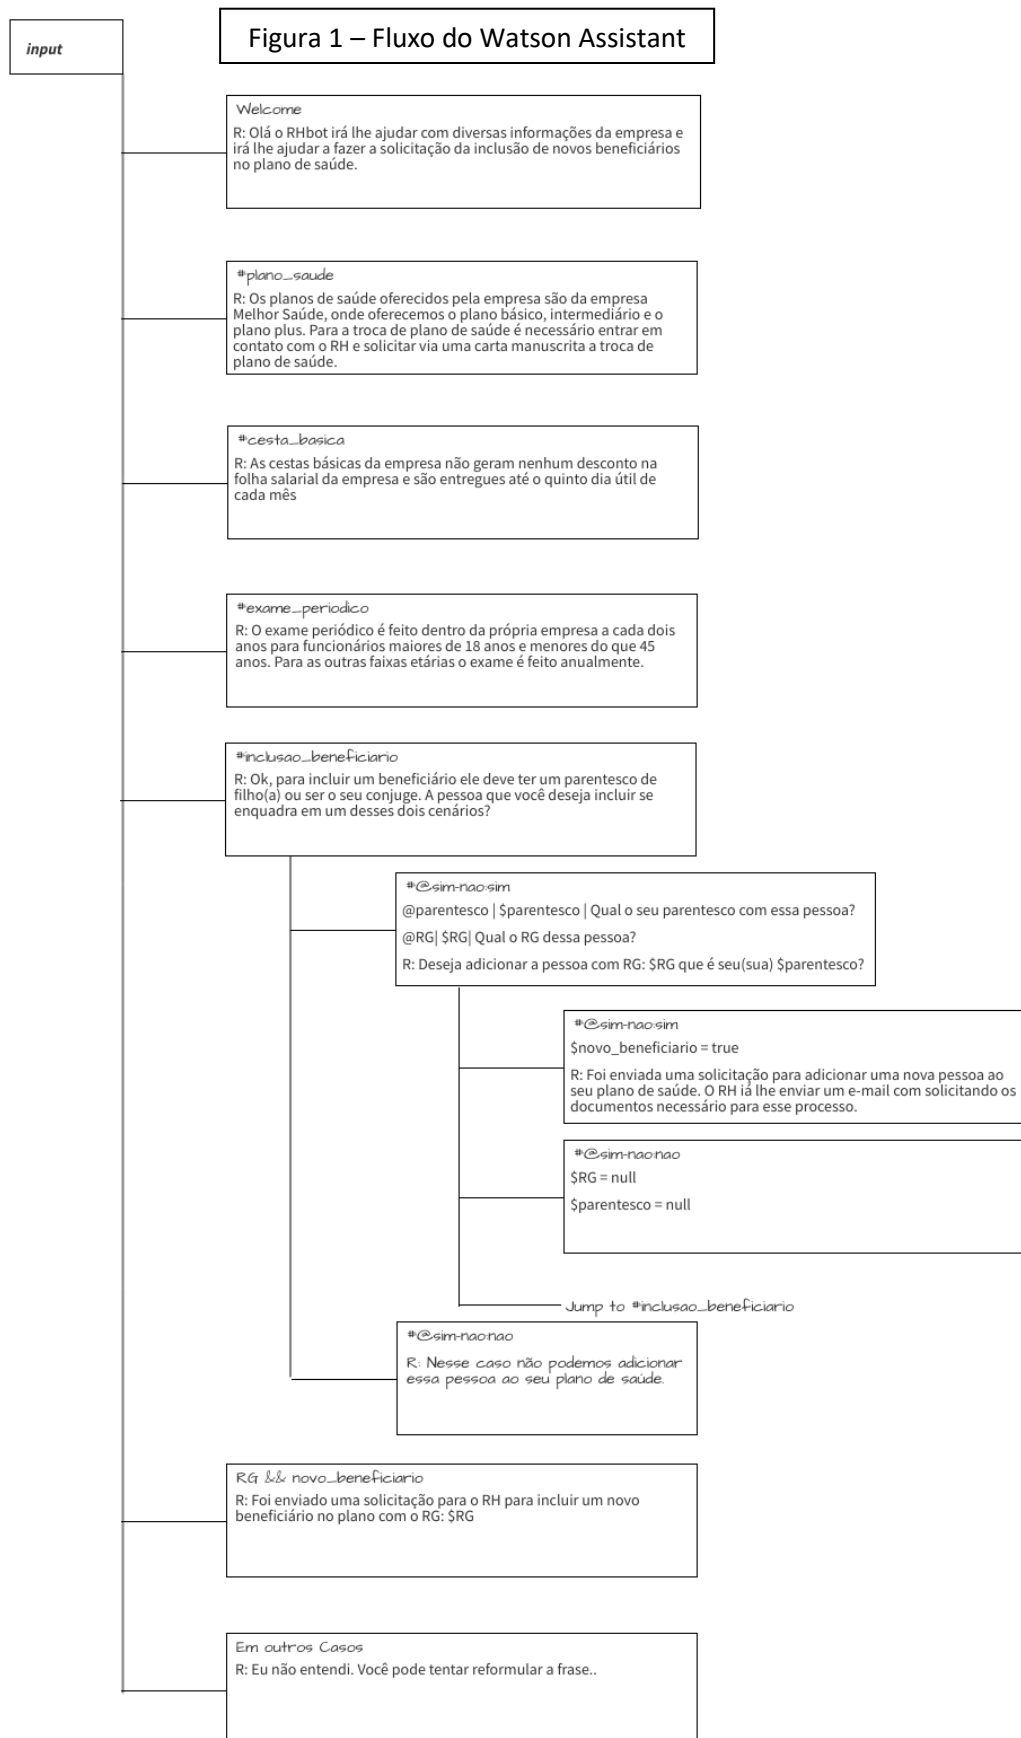 input
Figura 1 – Fluxo do Watson Assistant
Welcome
R: Olá o RHbot irá lhe ajudar com diversas informações da empresa e
irá lhe ajudar a fazer a solicitação da inclusão de novos beneficiários
no plano de saúde.
#plano_saude
R: Os planos de saúde oferecidos pela empresa são da empresa
Melhor Saúde, onde oferecemos o plano básico, intermediário e o
plano plus. Para a troca de plano de saúde é necessário entrar em
contato com o RH e solicitar via uma carta manuscrita a troca de
plano de saúde.
#cesta_basica
R: As cestas básicas da empresa não geram nenhum desconto na
folha salarial da empresa e são entregues até o quinto dia útil de
cada mês
#exame_periodico
R: O exame periódico é feito dentro da própria empresa a cada dois
anos para funcionários maiores de 18 anos e menores do que 45
anos. Para as outras faixas etárias o exame é feito anualmente.
#inclusao_beneficiario
R: Ok, para incluir um beneficiário ele deve ter um parentesco de
filho(a) ou ser o seu conjuge. A pessoa que você deseja incluir se
enquadra em um desses dois cenários?
#@sim-nao:sim
@parentesco | $parentesco | Qual o seu parentesco com essa pessoa?
@RG| $RG| Qual o RG dessa pessoa?
R: Deseja adicionar a pessoa com RG: $RG que é seu(sua) $parentesco?
#@sim-nao:sim
$novo_beneficiario = true
R: Foi enviada uma solicitação para adicionar uma nova pessoa ao
seu plano de saúde. O RH iá lhe enviar um e-mail com solicitando os
documentos necessário para esse processo.
#@sim-nao:nao
$RG = null
$parentesco = null
Jump to #inclusao_beneficiario
#@sim-nao:nao
R: Nesse caso não podemos adicionar
essa pessoa ao seu plano de saúde.
RG && novo_beneficiario
R: Foi enviado uma solicitação para o RH para incluir um novo
beneficiário no plano com o RG: $RG
Em outros Casos
R: Eu não entendi. Você pode tentar reformular a frase..